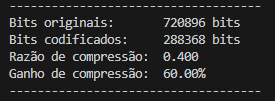 ------------------------------------
Bits originais: 720896 bits
Bits codificados: 288368 bits
Razão de compressão: 0.400
Ganho de compressão: 60.00%
------------------------------------